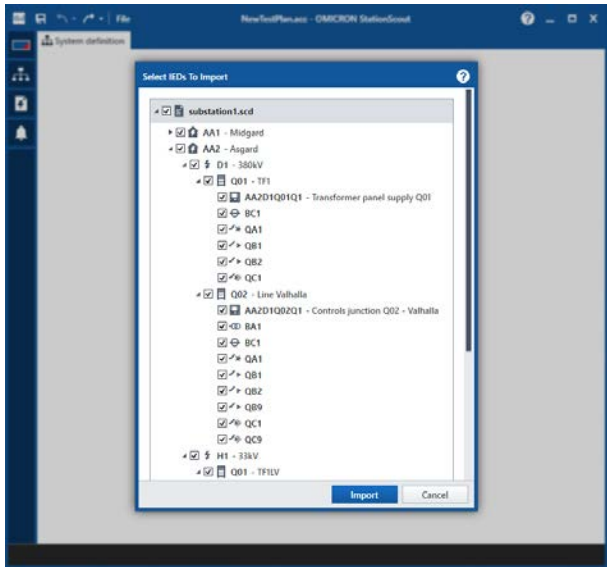 File
NewTestPlan.acc - OMICRON StationScout
System definition
Select IEDs To Import
substation1.scd
AA1 - Midgard
AA2 - Asgard
D1 - 380kV
Q01 - TF1
AA2D1Q01Q1 - Transformer panel supply Q01
BC1
QA1
QB1
QB2
QC1
Q02 - Line Valhalla
AA2D1Q02Q1 - Controls junction Q02 - Valhalla
BA1
BC1
QA1
QB1
QB2
QB9
QC1
QC9
H1 - 33kV
Q01 - TF1LV
Import Cancel